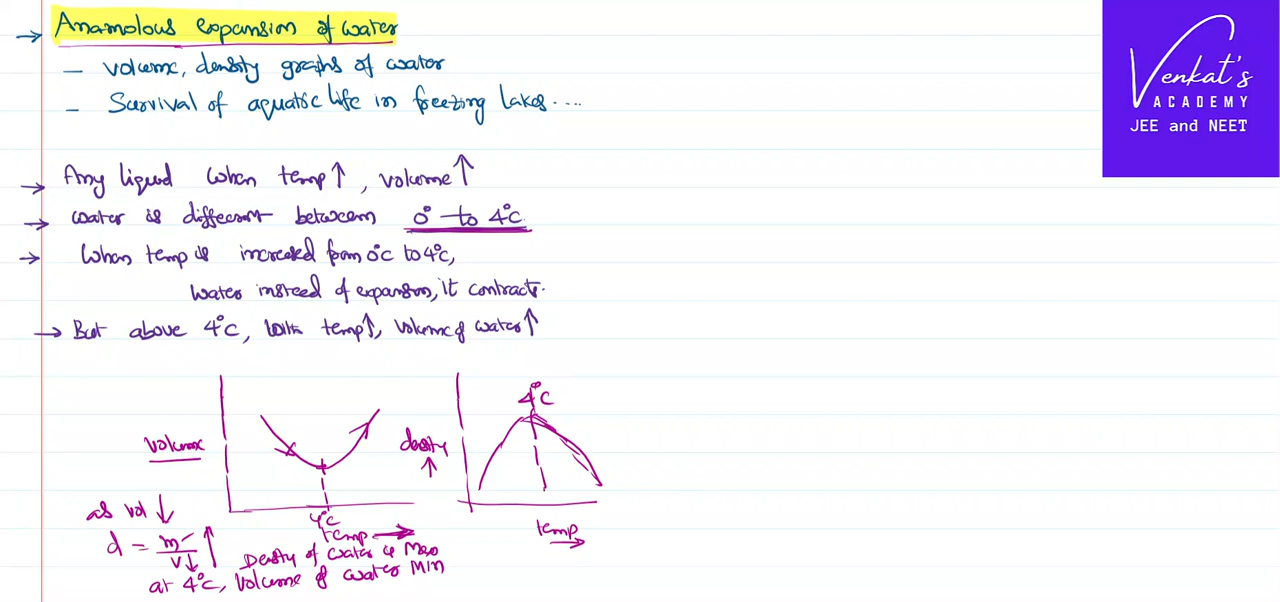 → Anamolous expansion of water
– volume, density graphs of water
– Survival of aquatic life in freezing lakes....
Venkat's
ACADEMY
JEE and NEET
→ Any liquid when temp↑, volume↑
→ water is different between 0° to 4°C
→ When temp is increased from 0°C to 4°C,
Water instead of expansion, it contracts.
→ But above 4°C, with temp↑, volume of water↑
volume
4°C
temp →
density ↑
4°C
temp →
as vol ↓
d = m/v↓ ↑
Density of water is Max
at 4°C, Volume of water MIN